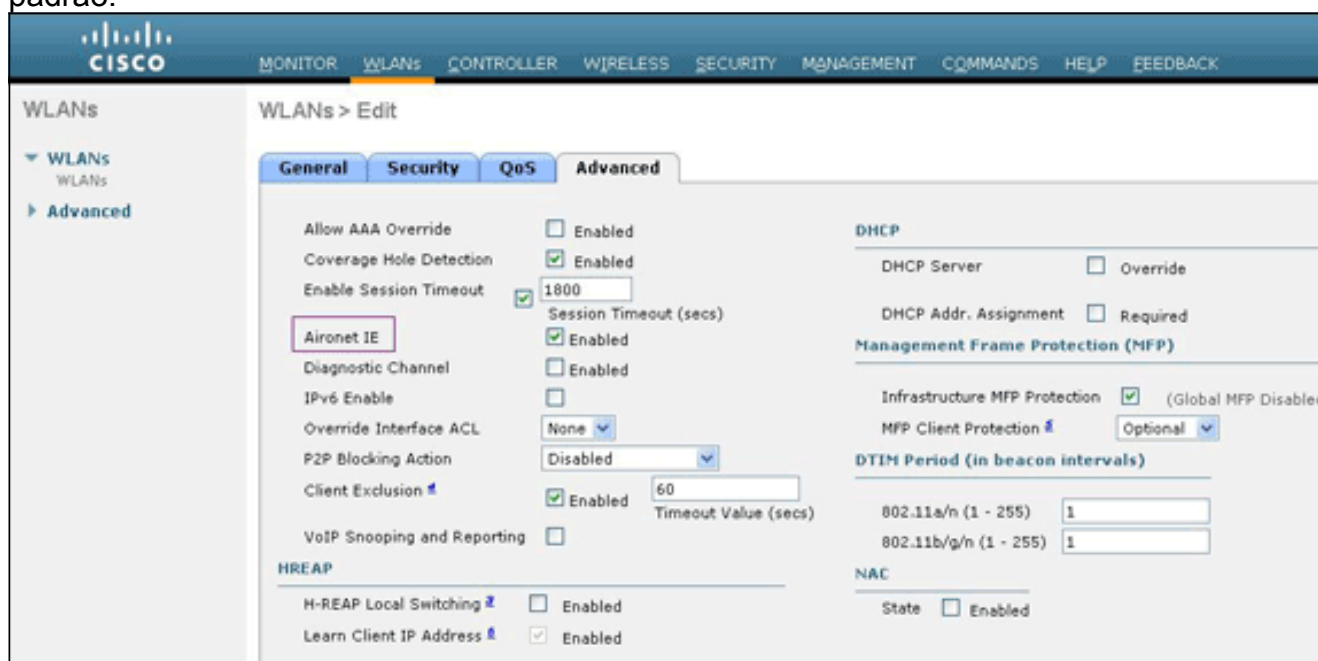 padrão.
CISCO
MONITOR WLANs CONTROLLER WIRELESS SECURITY MANAGEMENT COMMANDS HELP FEEDBACK
WLANs
WLANs
WLANs
Advanced
WLANs > Edit
General Security QoS Advanced
Allow AAA Override Enabled
Coverage Hole Detection Enabled
Enable Session Timeout 1800
Session Timeout (secs)
Aironet IE Enabled
Diagnostic Channel Enabled
IPv6 Enable
Override Interface ACL None
P2P Blocking Action Disabled
Client Exclusion Enabled 60
Timeout Value (secs)
VoIP Snooping and Reporting
HREAP
H-REAP Local Switching 2 Enabled
Learn Client IP Address Enabled
DHCP
DHCP Server Override
DHCP Addr. Assignment Required
Management Frame Protection (MFP)
Infrastructure MFP Protection (Global MFP Disabled
MFP Client Protection Optional
DTIM Period (in beacon intervals)
802.11a/n (1 - 255) 1
802.11b/g/n (1 - 255) 1
NAC
State Enabled